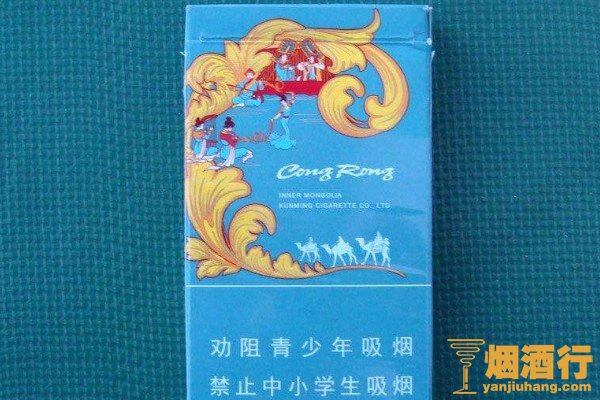 Cong Rong
INNER MONGOLIA
KUNMING CIGARETTE CO., LTD
劝阻青少年吸烟
禁止中小学生吸烟
烟酒行
yanjiuhang.com